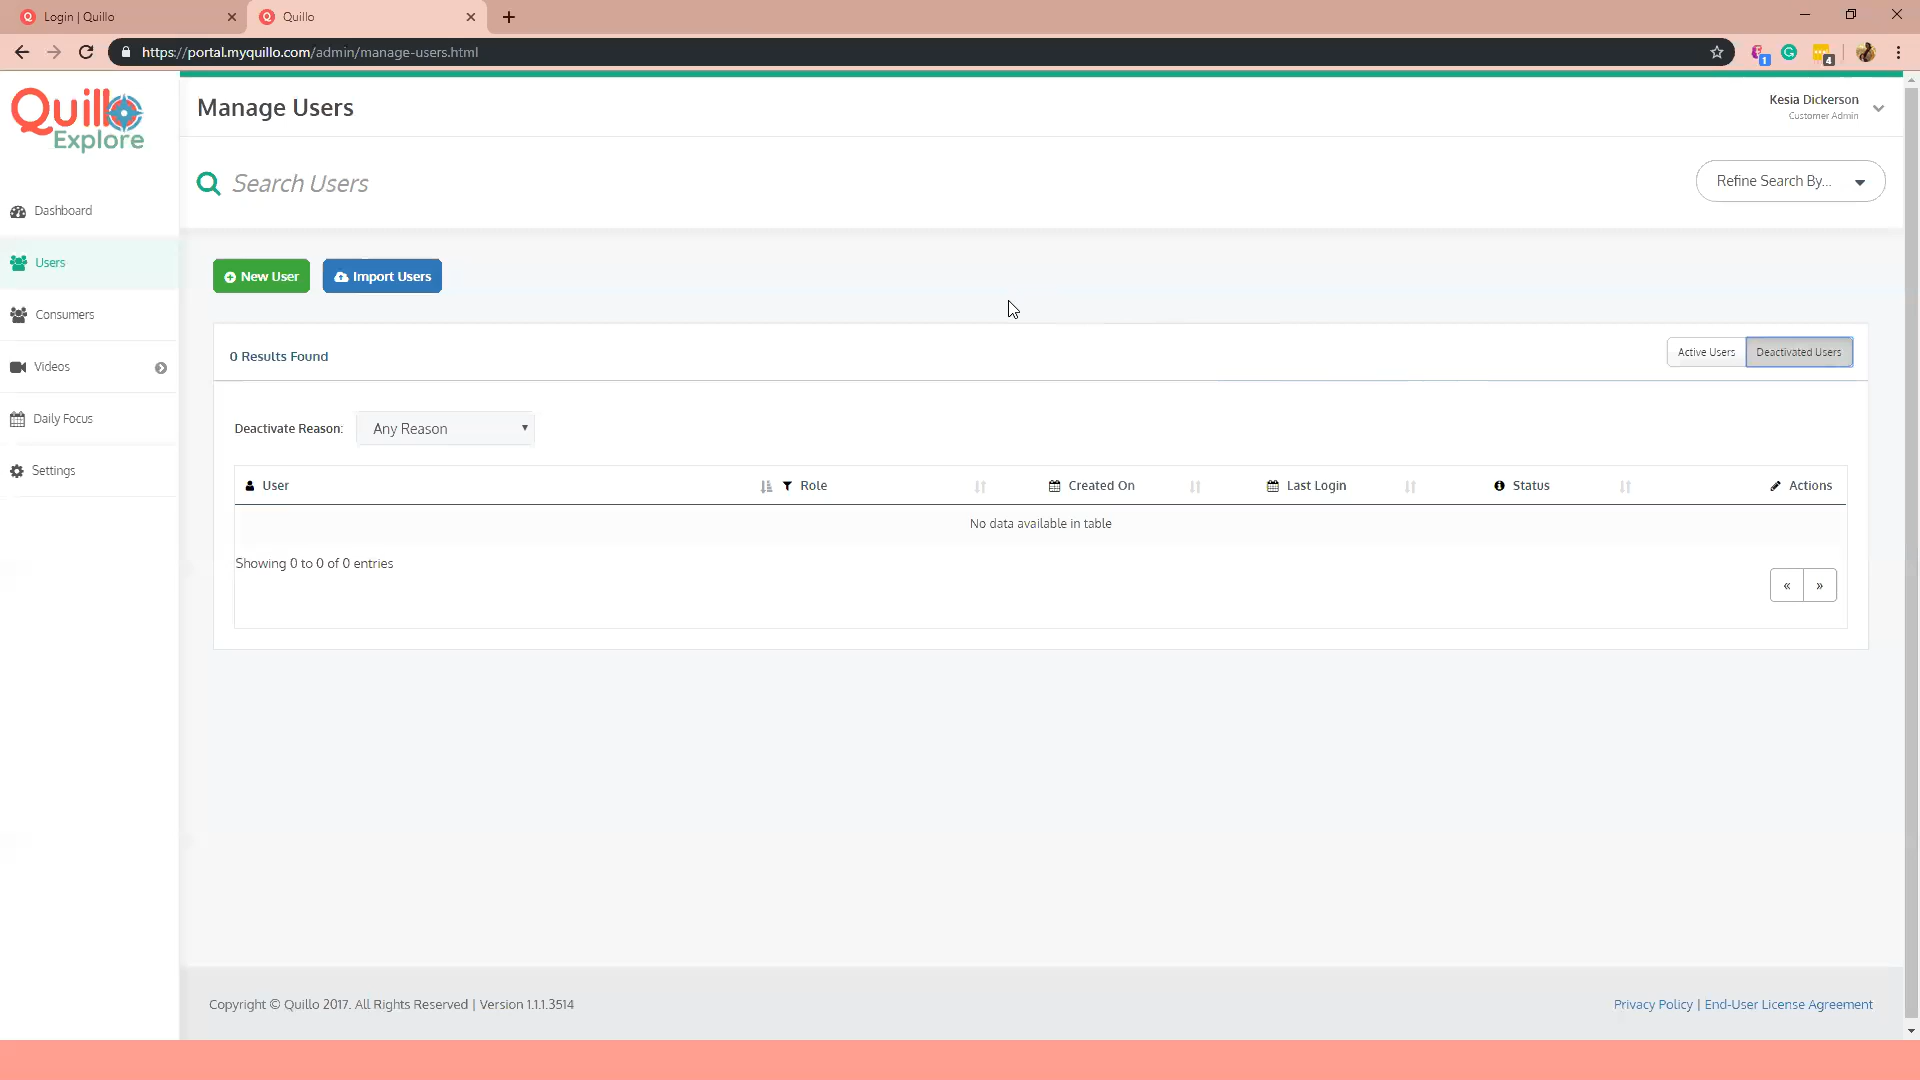 Login | Quillo
Quillo
https://portal.myquillo.com/admin/manage-users.html
1
4
Quillo
Explore
Manage Users
Kesia Dickerson
Customer Admin
Search Users
Refine Search By...
Dashboard
Users
Consumers
Videos
Daily Focus
Settings
New User
Import Users
0 Results Found
Active Users
Deactivated Users
Deactivate Reason:
Any Reason
User
Role
Created On
Last Login
Status
Actions
No data available in table
Showing 0 to 0 of 0 entries
«
»
Copyright © Quillo 2017. All Rights Reserved | Version 1.1.1.3514
Privacy Policy | End-User License Agreement